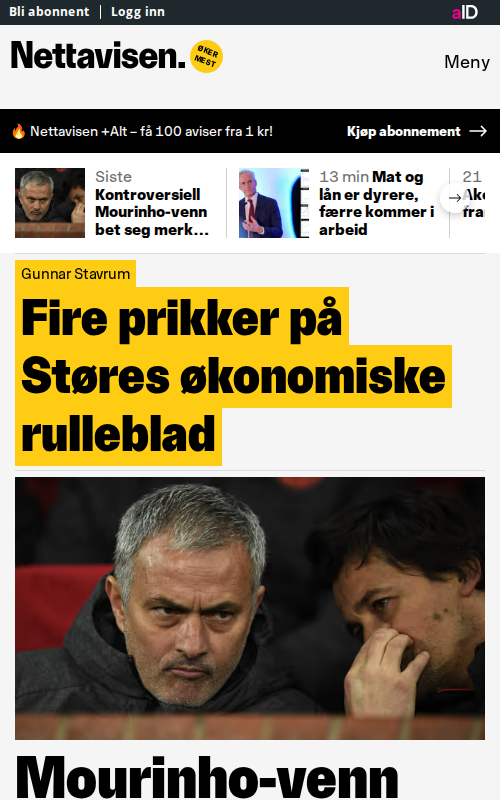 Bli abonnent
Logg inn
aID
Nettavisen.
ØKER
MEST
Meny
Nettavisen +Alt – få 100 aviser fra 1 kr!
Kjøp abonnement
Siste
Kontroversiell
Mourinho-venn
bet seg merk...
13 min Mat og
lån er dyrere,
færre kommer i
arbeid
21
Gunnar Stavrum
Fire prikker på
Støres økonomiske
rulleblad
Mourinho-venn